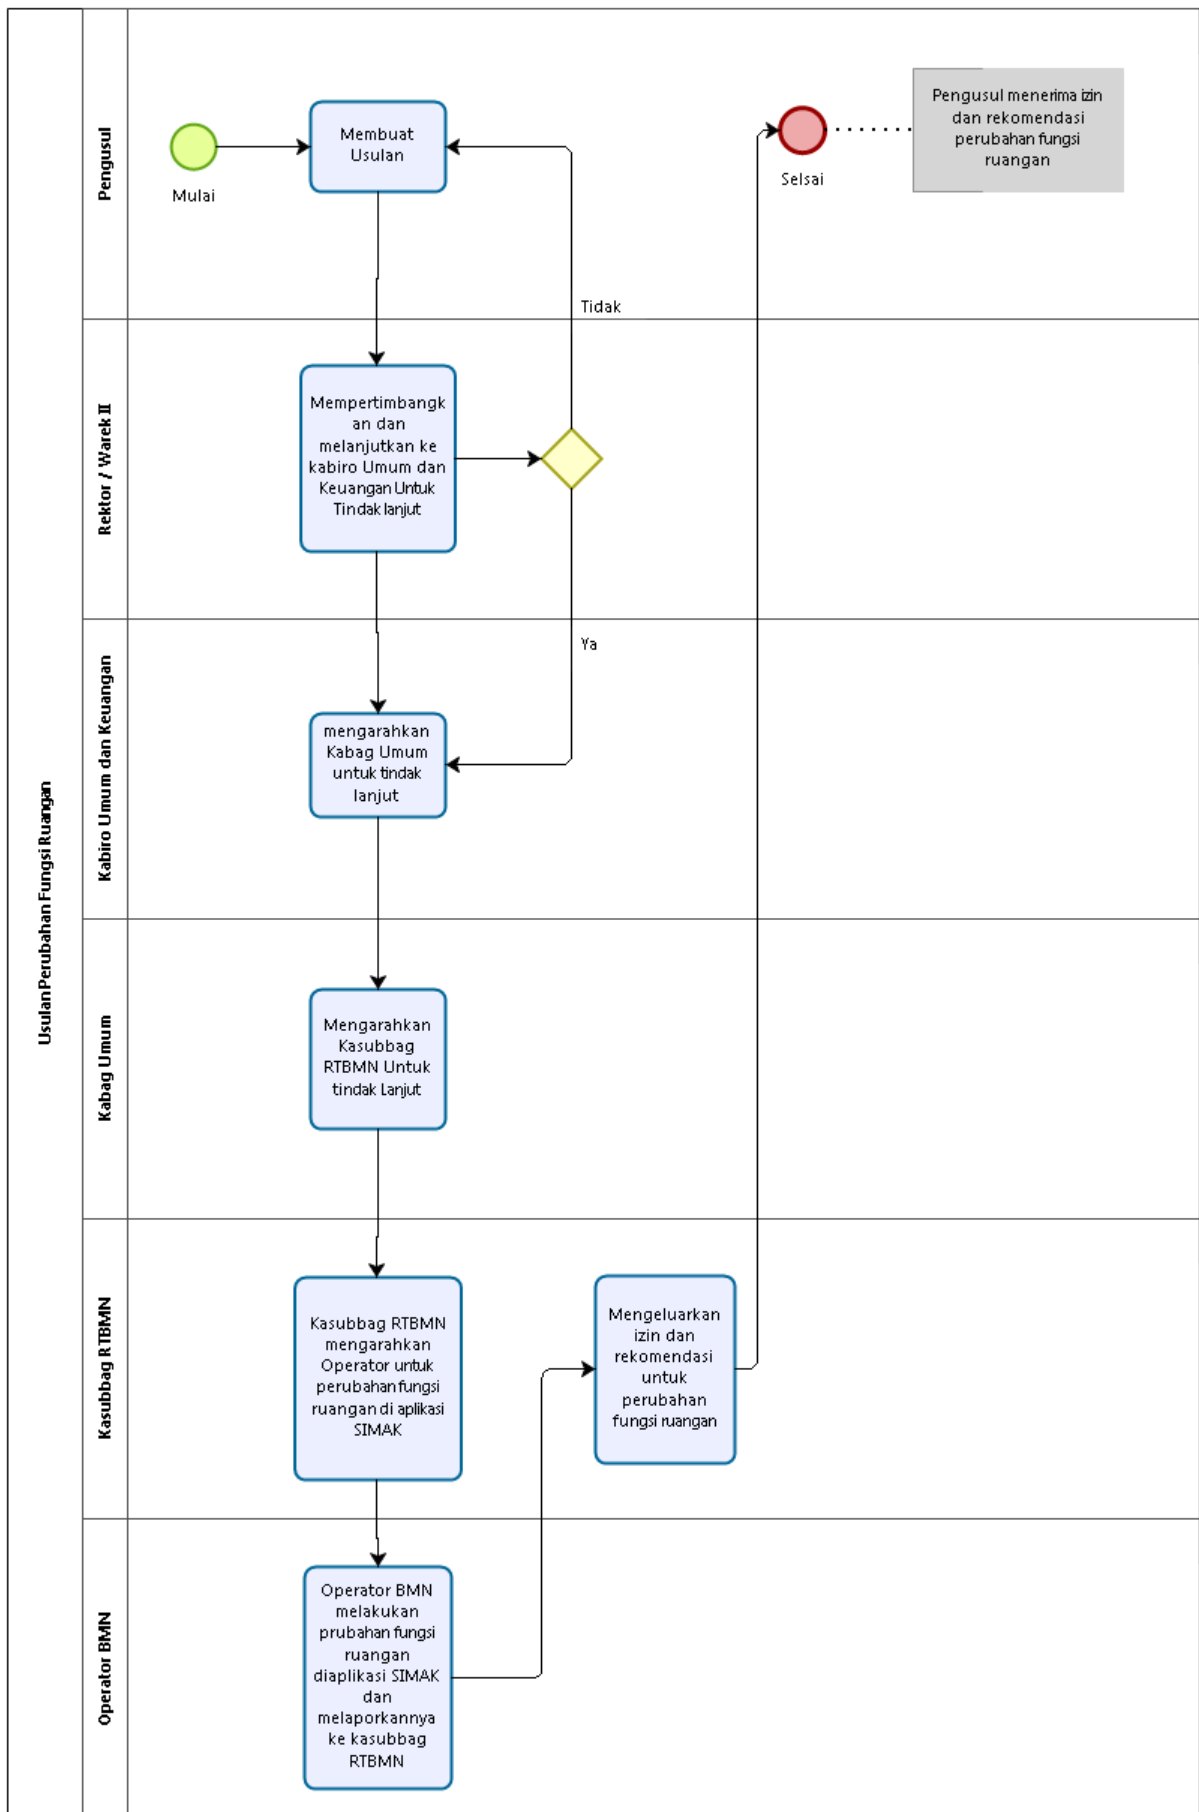 Usulan Perubahan Fungsi Ruangan
Pengusul
Mulai
Membuat
Usulan
Selsai
Pengusul menerima izin
dan rekomendasi
perubahan fungsi
ruangan
Tidak
Rektor / Warek II
Mempertimbangk
an dan
melanjutkan ke
kabiro Umum dan
Keuangan Untuk
Tindak lanjut
Ya
Kabiro Umum dan Keuangan
mengarahkan
Kabag Umum
untuk tindak
lanjut
Kabag Umum
Mengarahkan
Kasubbag
RTBMN Untuk
tindak Lanjut
Kasubbag RTBMN
Kasubbag RTBMN
mengarahkan
Operator untuk
perubahan fungsi
ruangan di aplikasi
SIMAK
Mengeluarkan
izin dan
rekomendasi
untuk
perubahan
fungsi ruangan
Operator BMN
Operator BMN
melakukan
prubahan fungsi
ruangan
diaplikasi SIMAK
dan
melaporkannya
ke kasubbag
RTBMN